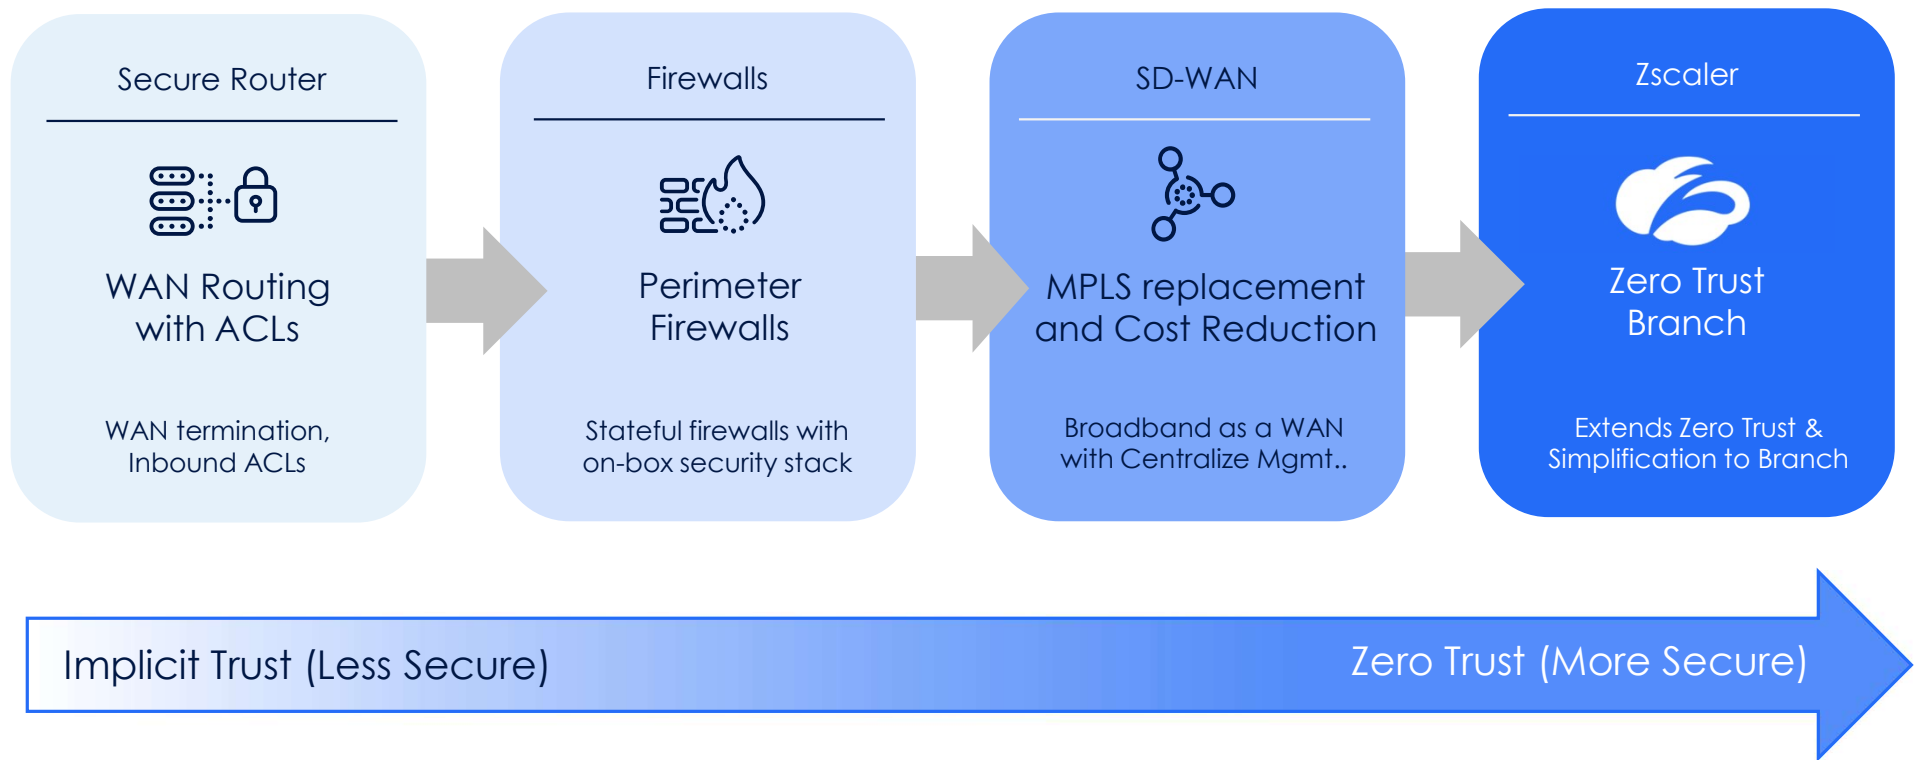 Secure Router
WAN Routing
with ACLs
WAN termination,
Inbound ACLs
Firewalls
Perimeter
Firewalls
Stateful firewalls with
on-box security stack
SD-WAN
MPLS replacement
and Cost Reduction
Broadband as a WAN
with Centralize Mgmt..
Zscaler
Zero Trust
Branch
Extends Zero Trust &
Simplification to Branch
Implicit Trust (Less Secure)
Zero Trust (More Secure)